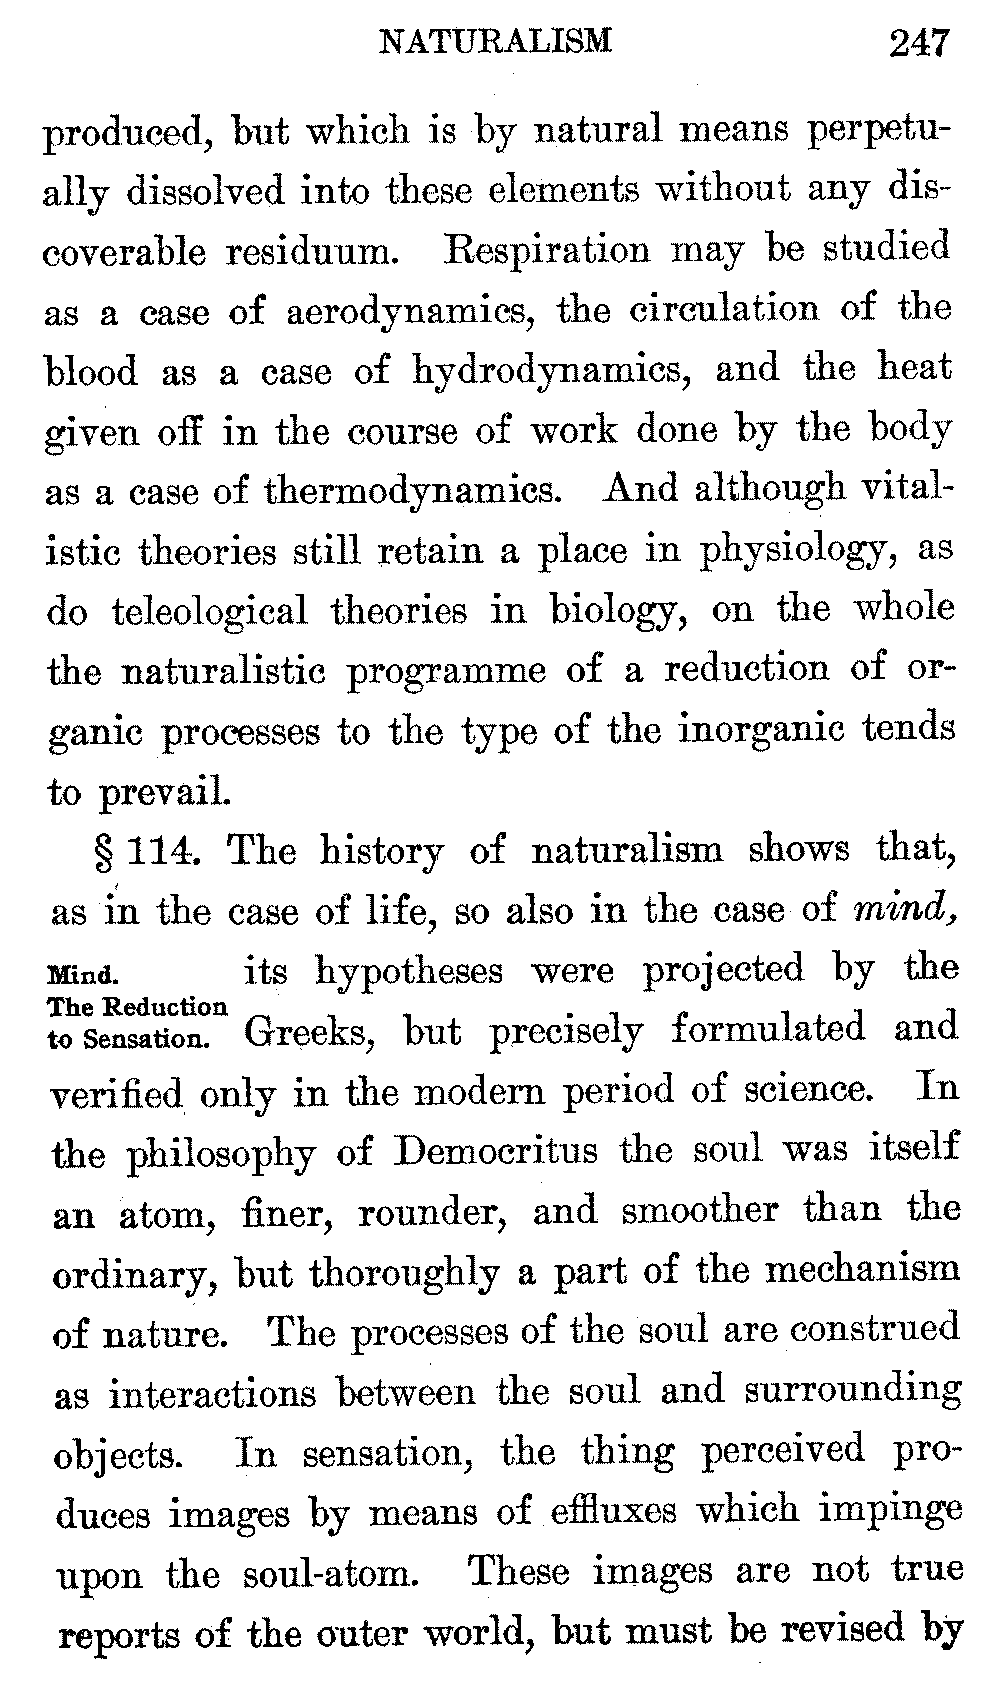 NATURALISM 247
produced, but which is by natural means perpetu-
ally dissolved into these elements without any dis-
coverable residuum. Respiration may be studied
as a case of aerodynamics, the circulation of the
blood as a case of hydrodynamics, and the heat
given off in the course of work done by the body
as a case of thermodynamics. And although vital-
istic theories still retain a place in physiology, as
do teleological theories in biology, on the whole
the naturalistic programme of a reduction of or-
ganic processes to the type of the inorganic tends
to prevail.
§ 114. The history of naturalism shows that,
as in the case of life, so also in the case of mind,
Mind.
The Reduction
to Sensation.
its hypotheses were projected by the
Greeks, but precisely formulated and
verified only in the modern period of science. In
the philosophy of Democritus the soul was itself
an atom, finer, rounder, and smoother than the
ordinary, but thoroughly a part of the mechanism
of nature. The processes of the soul are construed
as interactions between the soul and surrounding
objects. In sensation, the thing perceived pro-
duces images by means of effluxes which impinge
upon the soul-atom. These images are not true
reports of the outer world, but must be revised by